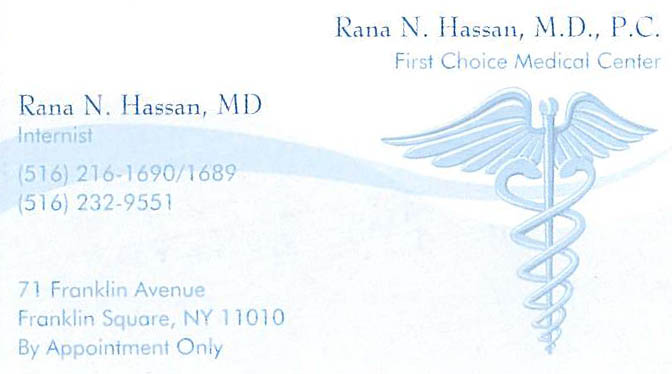 Rana N. Hassan, M.D., P.C.
First Choice Medical Center
Rana N. Hassan, MD
Internist
(516) 216-1690/1689
(516) 232-9551
71 Franklin Avenue
Franklin Square, NY 11010
By Appointment Only